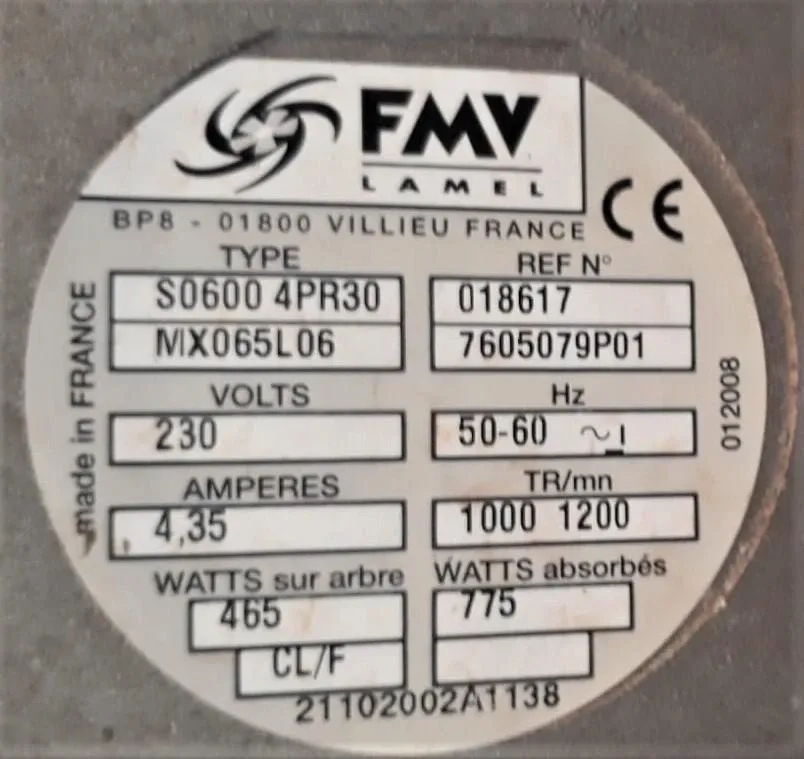 FMV
LAMEL
CE
BP8 - 01800 VILLIEU FRANCE
TYPE REF N°
S0600 4PR30 018617
MX065L06 7605079P01
VOLTS Hz
230 50-60 ~
AMPERES TR/mn
4,35 1000 1200
WATTS sur arbre WATTS absorbés
465 775
CL/F
21102002A1138
made in FRANCE
012008